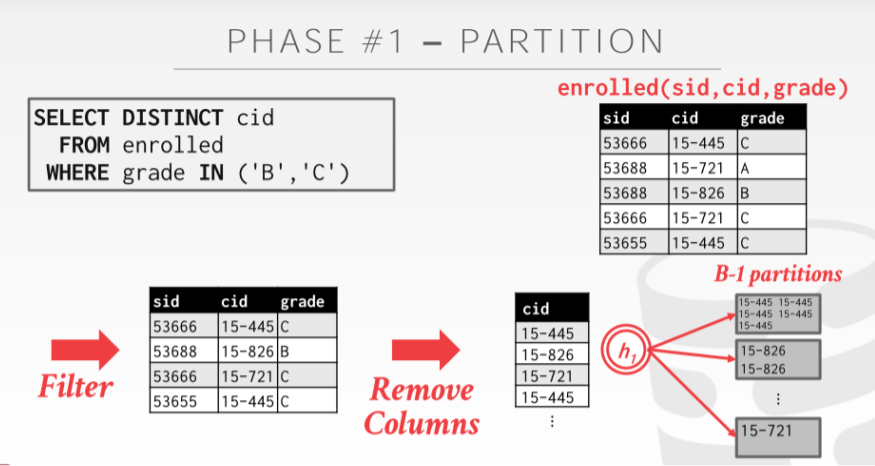 PHASE #1 – PARTITION
SELECT DISTINCT cid
FROM enrolled
WHERE grade IN ('B','C')
enrolled(sid,cid,grade)
sid cid grade
53666 15-445 C
53688 15-721 A
53688 15-826 B
53666 15-721 C
53655 15-445 C
Filter
sid cid grade
53666 15-445 C
53688 15-826 B
53666 15-721 C
53655 15-445 C
Remove
Columns
cid
15-445
15-826
15-721
15-445
⋮
h₁
B-1 partitions
15-445 15-445
15-445 15-445
15-445
15-826
15-826
⋮
15-721